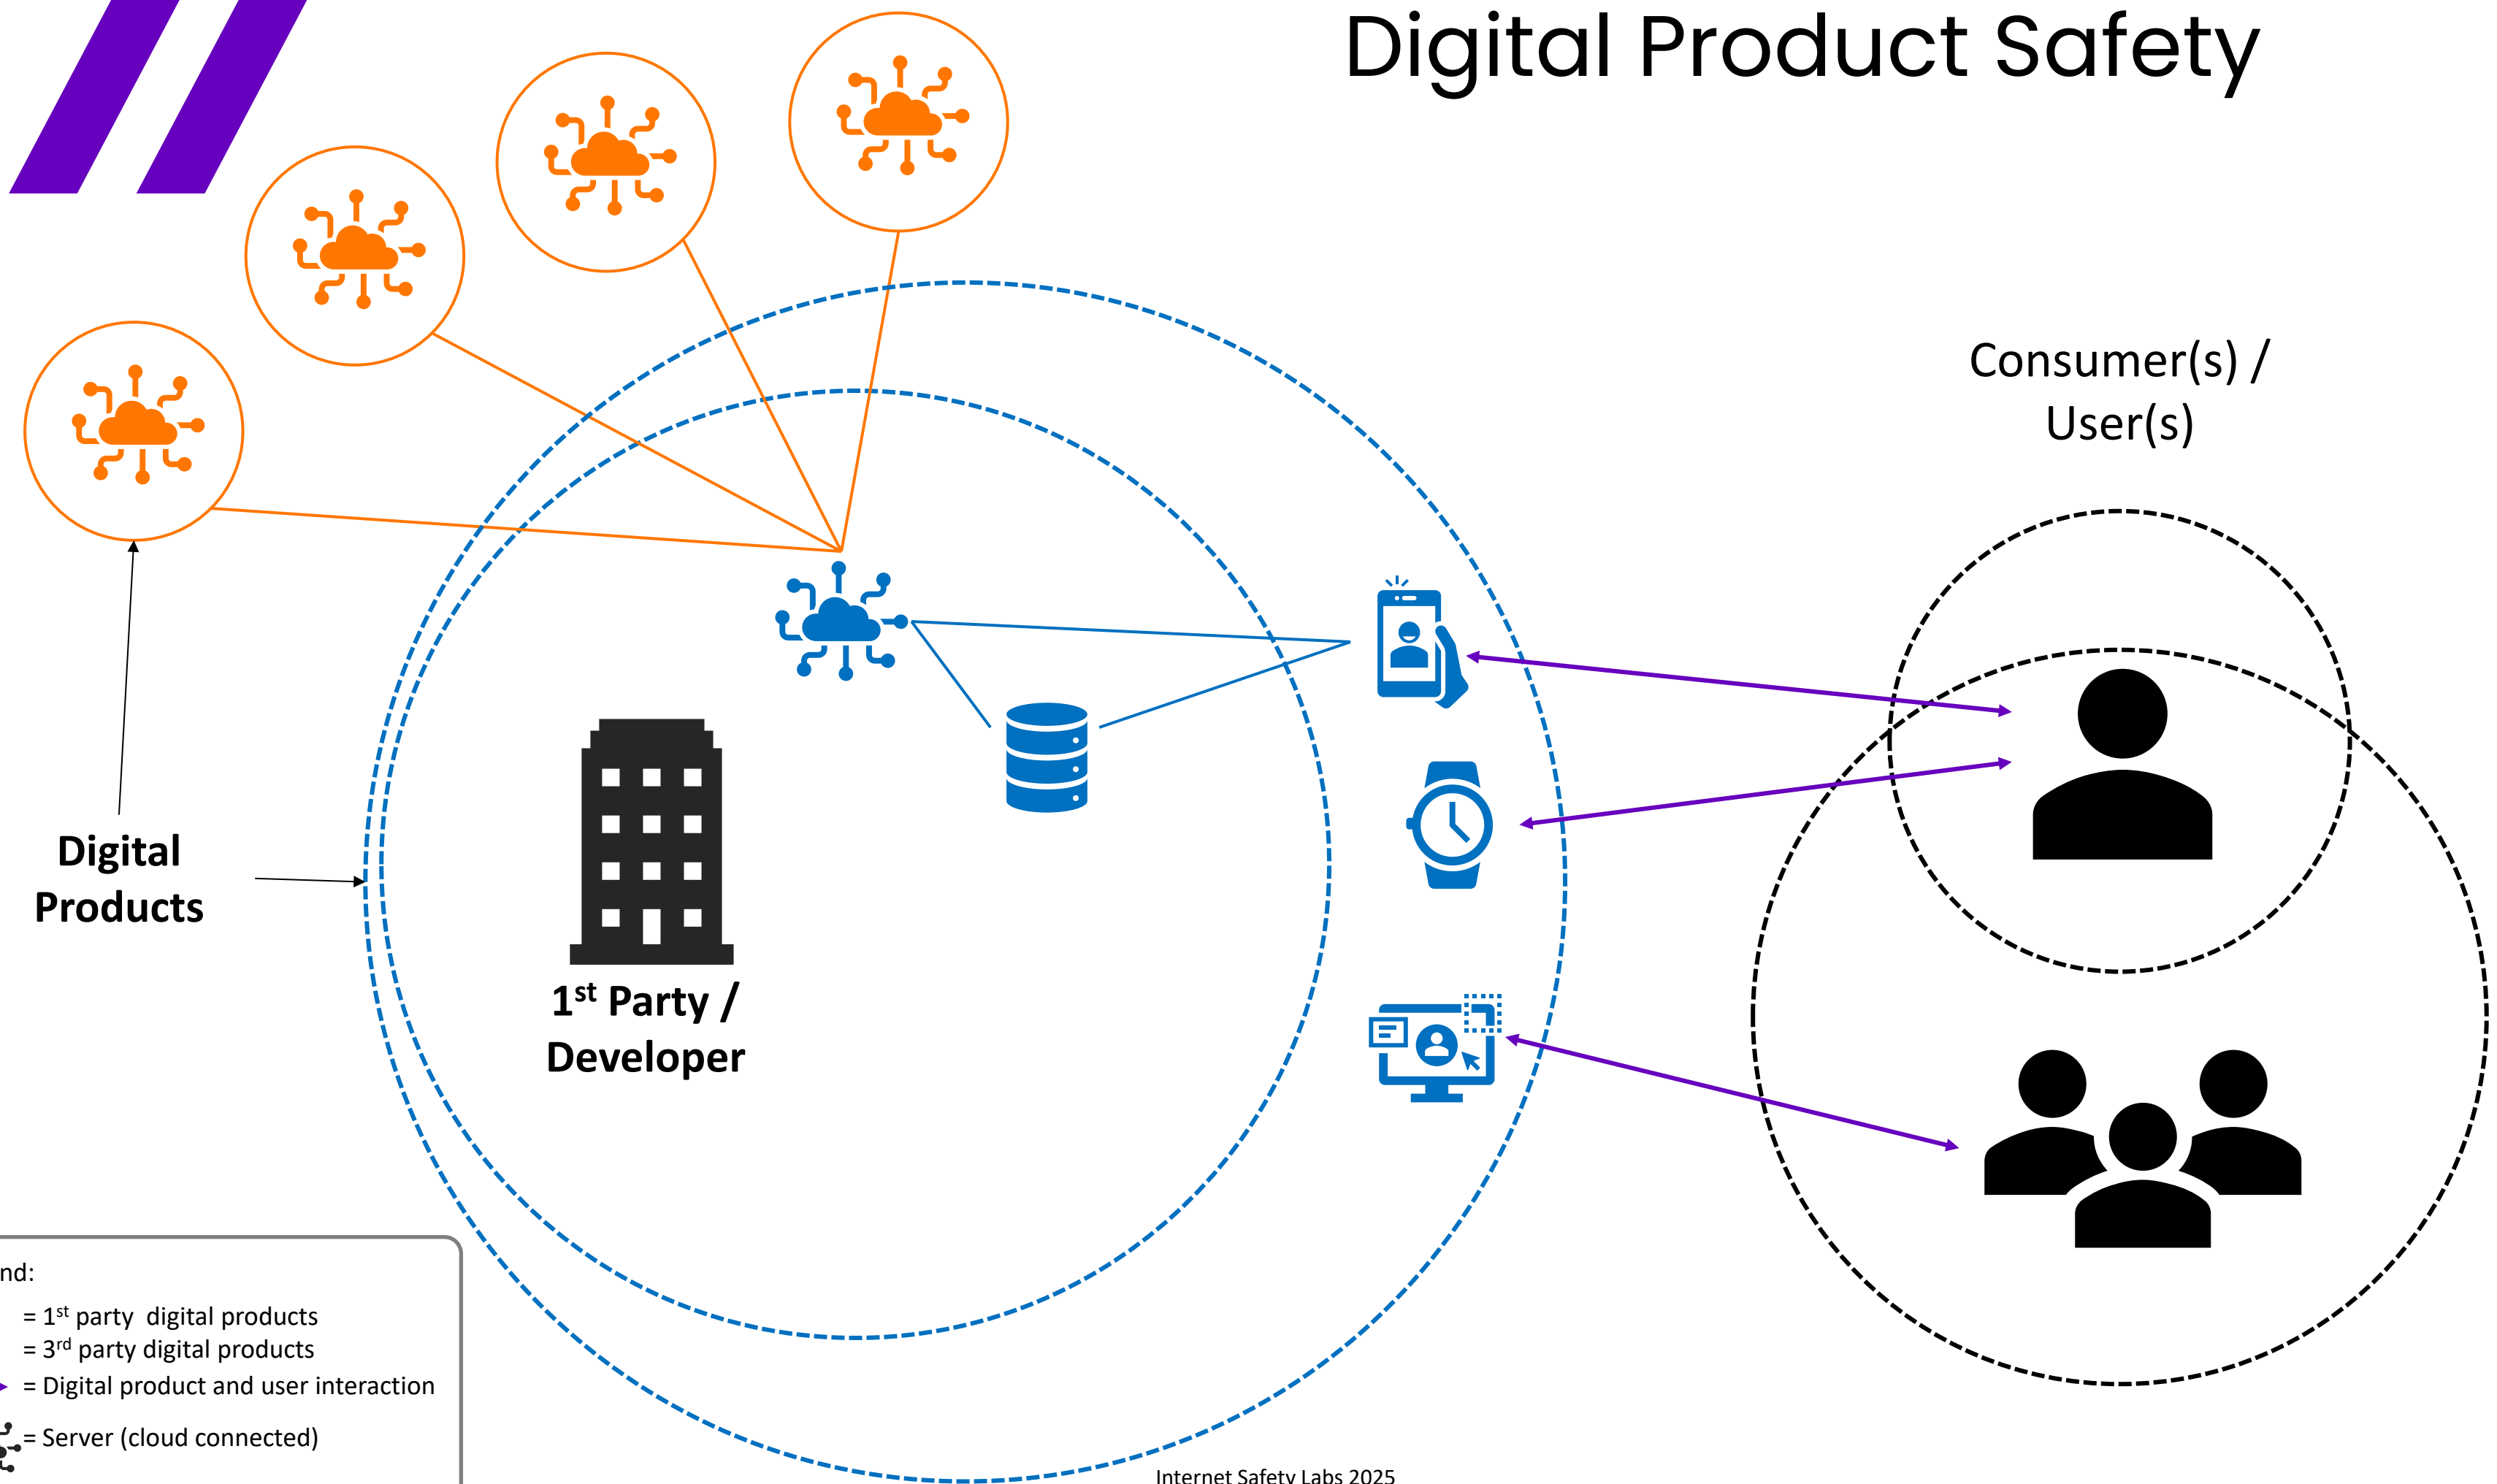 Digital Product Safety
Consumer(s) /
User(s)
Digital
Products
1st Party /
Developer
nd:
= 1st party digital products
= 3rd party digital products
= Digital product and user interaction
= Server (cloud connected)
Internet Safety Labs 2025